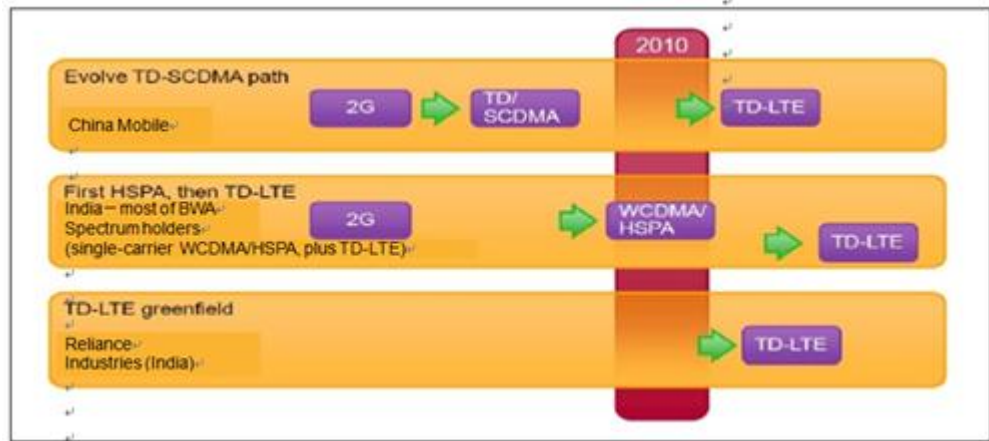 2010
Evolve TD-SCDMA path
2G
TD/
SCDMA
TD-LTE
China Mobile
First HSPA, then TD-LTE
India – most of BWA
Spectrum holders
(single-carrier WCDMA/HSPA, plus TD-LTE)
2G
WCDMA/
HSPA
TD-LTE
TD-LTE greenfield
Reliance
Industries (India)
TD-LTE